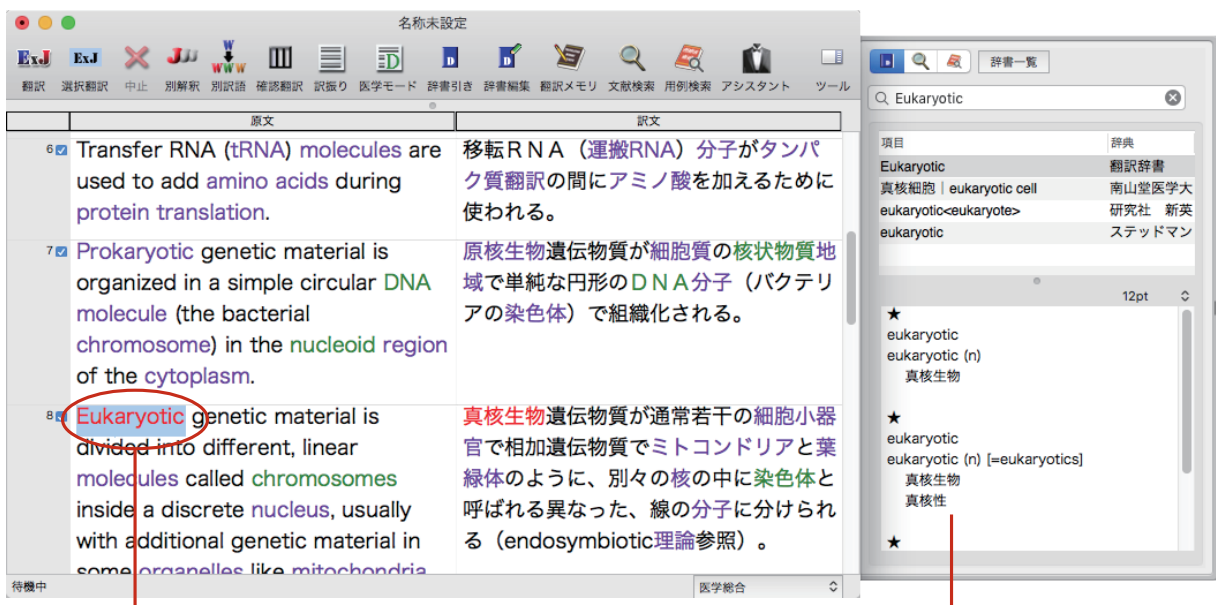 名称未設定
ExJ ExJ JJJ W WWW D D D
翻訳 選択翻訳 中止 別解釈 別訳語 確認翻訳 訳振り 医学モード 辞書引き 辞書編集 翻訳メモリ 文献検索 用例検索 アシスタント ツール
原文 訳文
6 Transfer RNA (tRNA) molecules are
used to add amino acids during
protein translation.
移転RNA(運搬RNA)分子がタンパ
ク質翻訳の間にアミノ酸を加えるために
使われる。
7 Prokaryotic genetic material is
organized in a simple circular DNA
molecule (the bacterial
chromosome) in the nucleoid region
of the cytoplasm.
原核生物遺伝物質が細胞質の核状物質地
域で単純な円形のDNA分子(バクテリ
アの染色体)で組織化される。
8 Eukaryotic genetic material is
divided into different, linear
molecules called chromosomes
inside a discrete nucleus, usually
with additional genetic material in
some organelles like mitochondria
真核生物遺伝物質が通常若干の細胞小器
官で相加遺伝物質でミトコンドリアと葉
緑体のように、別々の核の中に染色体と
呼ばれる異なった、線の分子に分けられ
る(endosymbiotic理論参照)。
待機中 医学総合
D 辞書一覧
Eukaryotic
項目 辞典
Eukaryotic 翻訳辞書
真核細胞|eukaryotic cell 南山堂医学大
eukaryotic<eukaryote> 研究社 新英
eukaryotic ステッドマン
12pt
★
eukaryotic
eukaryotic (n)
真核生物
★
eukaryotic
eukaryotic (n) [=eukaryotics]
真核生物
真核性
★